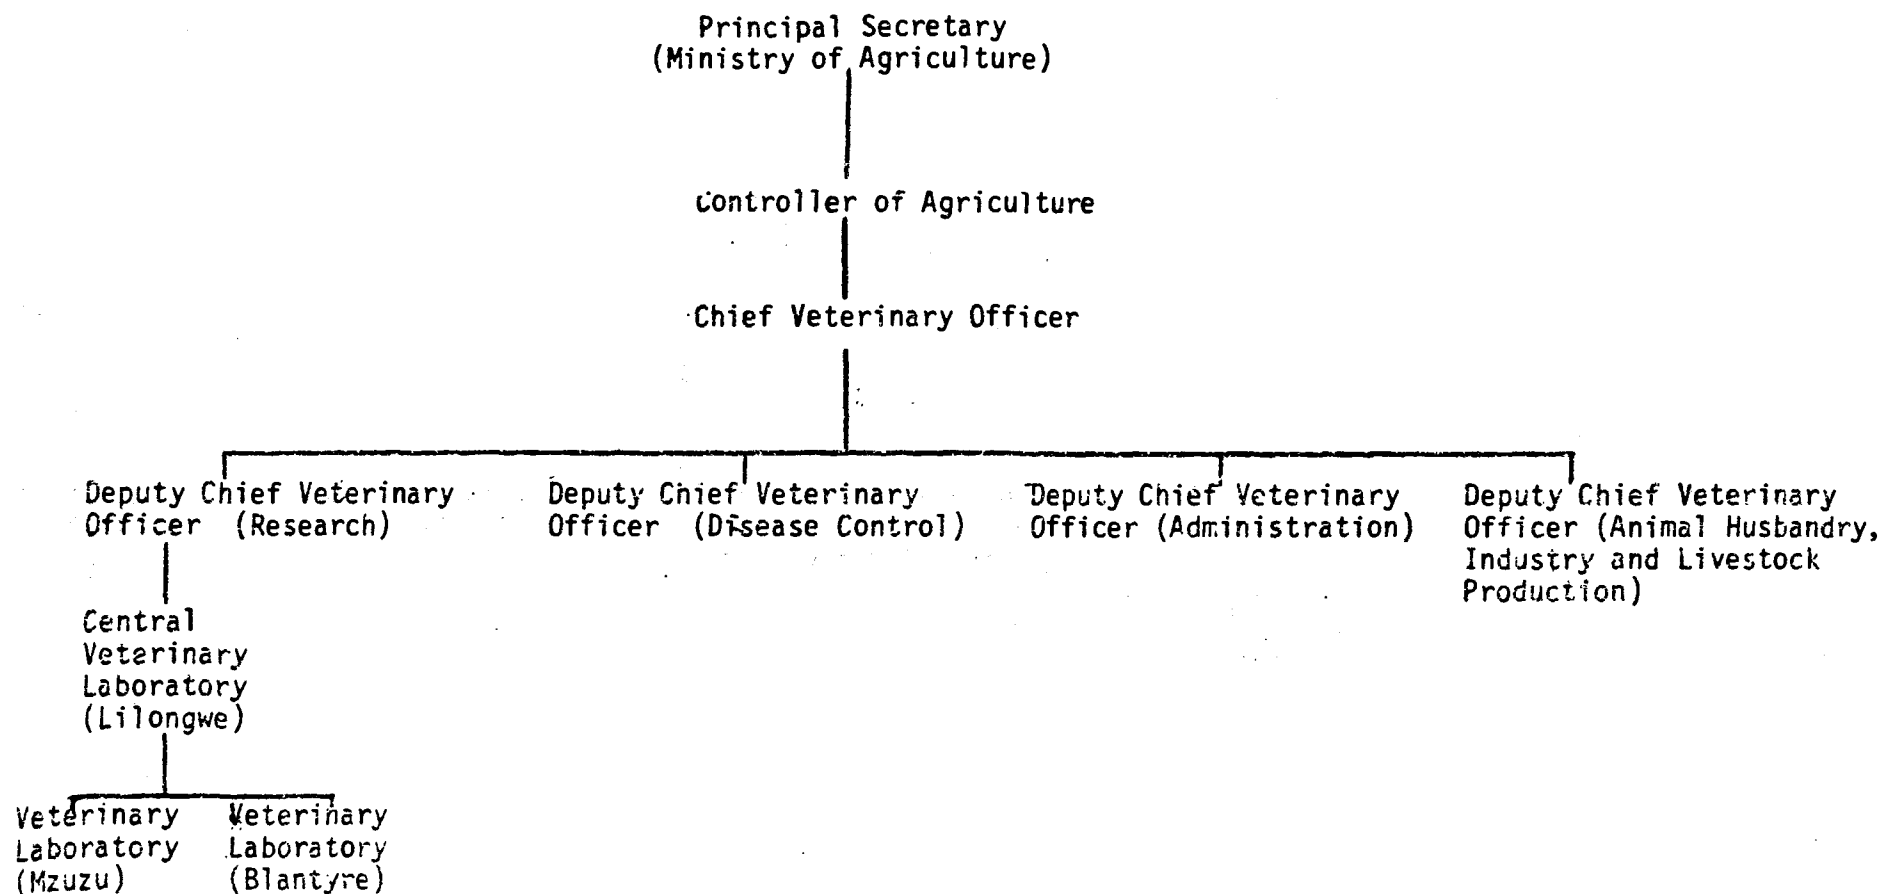 Principal Secretary
(Ministry of Agriculture)
Controller of Agriculture
Chief Veterinary Officer
Deputy Chief Veterinary
Officer (Research)
Deputy Chief Veterinary
Officer (Disease Control)
Deputy Chief Veterinary
Officer (Administration)
Deputy Chief Veterinary
Officer (Animal Husbandry,
Industry and Livestock
Production)
Central
Veterinary
Laboratory
(Lilongwe)
Veterinary
Laboratory
(Mzuzu)
Veterinary
Laboratory
(Blantyre)